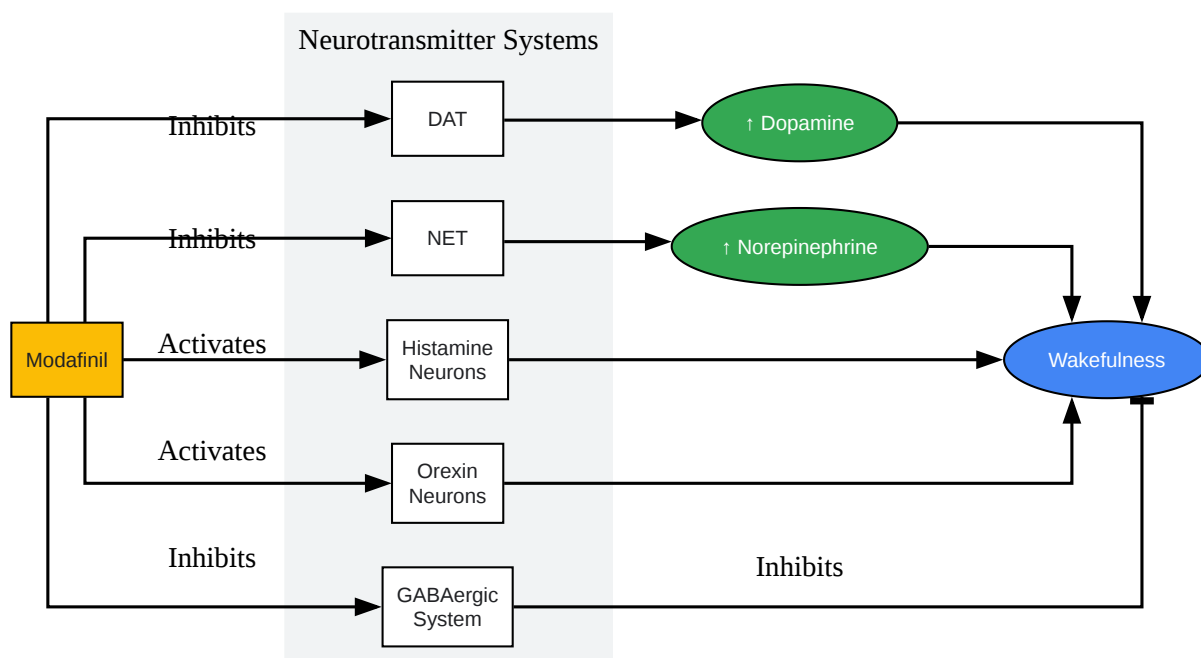 Neurotransmitter Systems
Inhibits
DAT
↑ Dopamine
Inhibits
NET
↑ Norepinephrine
Modafinil
Activates
Histamine
Neurons
Wakefulness
Activates
Orexin
Neurons
Inhibits
GABAergic
System
Inhibits